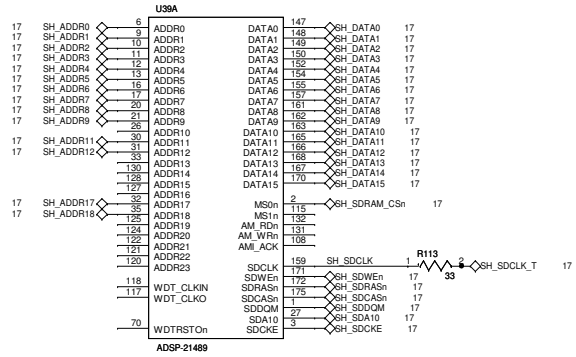 U39A
17 SH_ADDR0 6 ADDR0 DATA0 147 SH_DATA0 17
17 SH_ADDR1 9 ADDR1 DATA1 148 SH_DATA1 17
17 SH_ADDR2 10 ADDR2 DATA2 149 SH_DATA2 17
17 SH_ADDR3 11 ADDR3 DATA3 150 SH_DATA3 17
17 SH_ADDR4 12 ADDR4 DATA4 152 SH_DATA4 17
17 SH_ADDR5 13 ADDR5 DATA5 154 SH_DATA5 17
17 SH_ADDR6 16 ADDR6 DATA6 155 SH_DATA6 17
17 SH_ADDR7 17 ADDR7 DATA7 157 SH_DATA7 17
17 SH_ADDR8 20 ADDR8 DATA8 161 SH_DATA8 17
17 SH_ADDR9 21 ADDR9 DATA9 162 SH_DATA9 17
26 ADDR10 DATA10 163 SH_DATA10 17
17 SH_ADDR11 30 ADDR11 DATA11 165 SH_DATA11 17
17 SH_ADDR12 31 ADDR12 DATA12 166 SH_DATA12 17
33 ADDR13 DATA13 168 SH_DATA13 17
130 ADDR14 DATA14 167 SH_DATA14 17
128 ADDR15 DATA15 170 SH_DATA15 17
127 ADDR16
17 SH_ADDR17 32 ADDR17 MS0n 2 SH_SDRAM_CSn 17
17 SH_ADDR18 35 ADDR18 MS1n 115
125 ADDR19 AM_RDn 132
124 ADDR20 AM_WRn 131
122 ADDR21 AMI_ACK 108
121 ADDR22
120 ADDR23 SDCLK 159 SH_SDCLK 1 R113 33 2 SH_SDCLK_T 17
SDWEn 171 SH_SDWEn 17
118 WDT_CLKIN SDRASn 172 SH_SDRASn 17
117 WDT_CLKO SDCASn 175 SH_SDCASn 17
SDDQM 1 SH_SDDQM 17
SDA10 27 SH_SDA10 17
70 WDTRSTOn SDCKE 3 SH_SDCKE 17
ADSP-21489